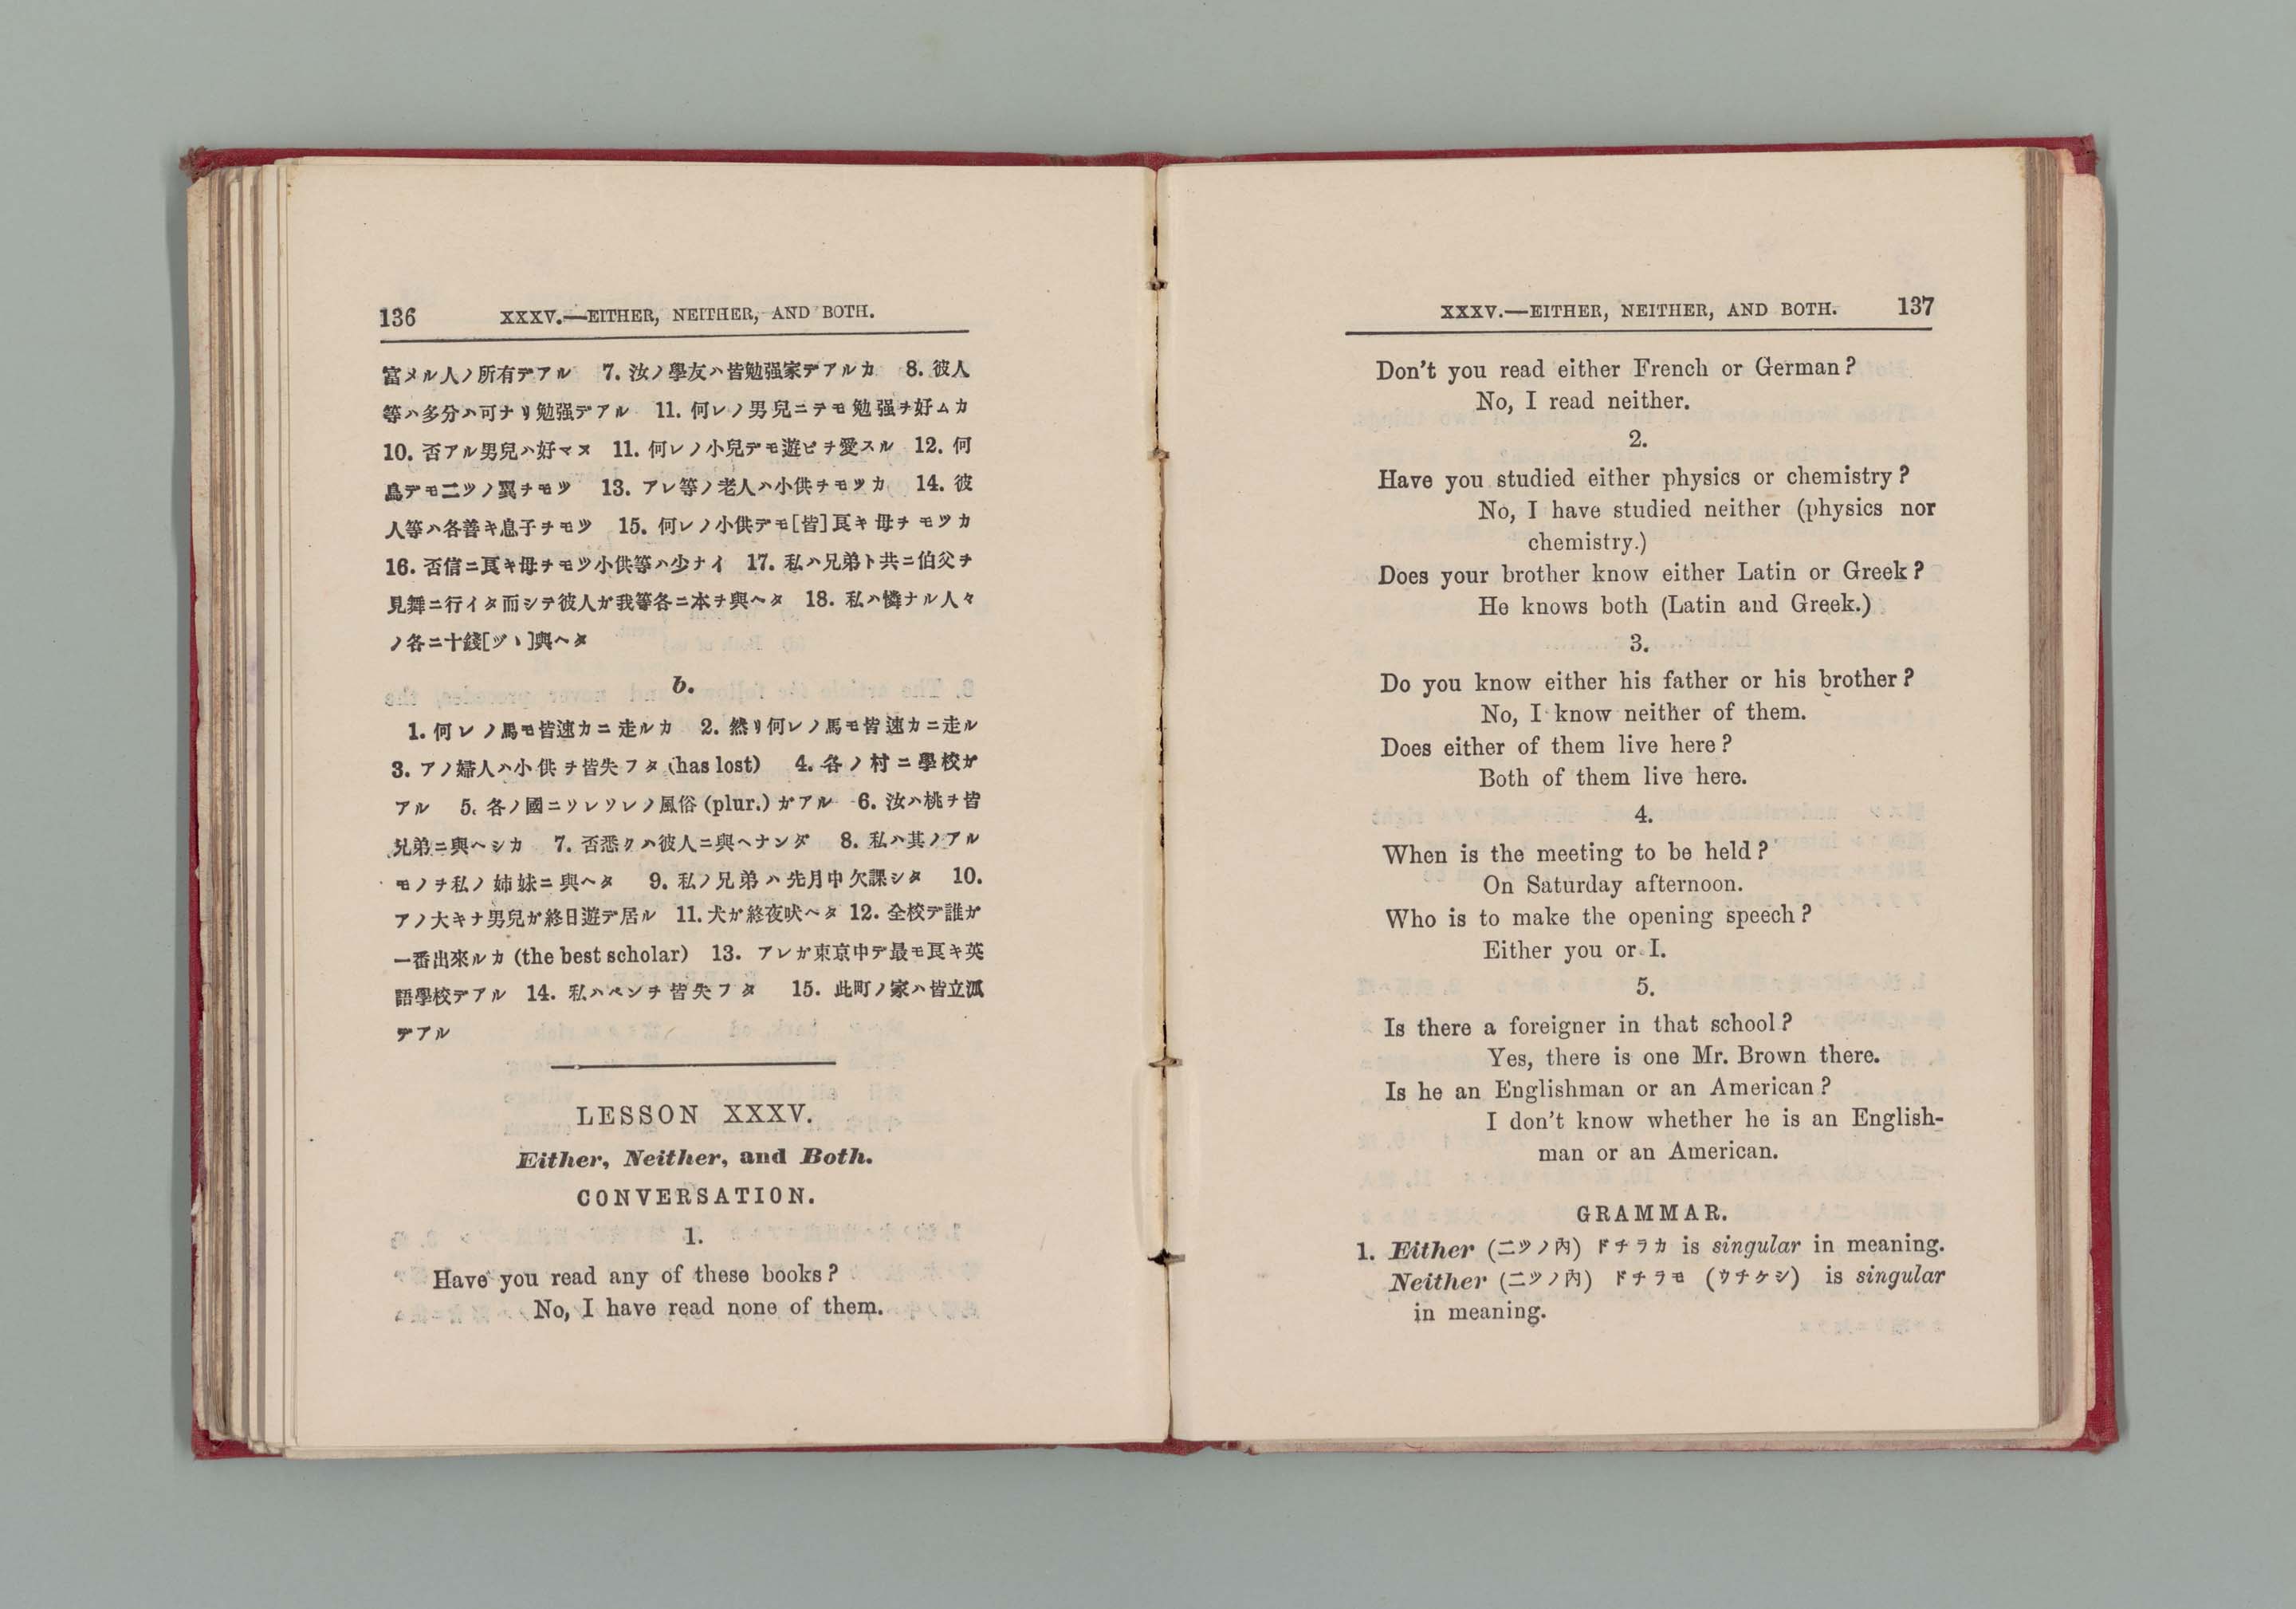 136 XXXV.—EITHER, NEITHER, AND BOTH.
富メル人ノ所有デアル 7. 汝ノ學友ハ皆勉强家デアルカ 8. 彼人
等ハ多分ハ可ナリ勉强デアル 11. 何レノ男兒ニテモ勉强ヲ好ムカ
10. 否アル男兒ハ好マヌ 11. 何レノ小兒デモ遊ビヲ愛スル 12. 何
鳥デモ二ツノ翼ヲモツ 13. アレ等ノ老人ハ小供ヲモツカ 14. 彼
人等ハ各善キ息子ヲモツ 15. 何レノ小供デモ[皆]良キ母ヲモツカ
16. 否信ニ良キ母ヲモツ小供等ハ少ナイ 17. 私ハ兄弟ト共ニ伯父ヲ
見舞ニ行イタ而シテ彼人ガ我等各ニ本ヲ與ヘタ 18. 私ハ憐ナル人々
ノ各ニ十錢[ヅヽ]與ヘタ
b.
1. 何レノ馬モ皆速カニ走ルカ 2. 然リ何レノ馬モ皆速カニ走ル
3. アノ婦人ハ小供ヲ皆失フタ (has lost) 4. 各ノ村ニ學校ガ
アル 5. 各ノ國ニソレソレノ風俗 (plur.) ガアル 6. 汝ハ桃ヲ皆
兄弟ニ與ヘシカ 7. 否悉クハ彼人ニ與ヘナンダ 8. 私ハ其ノアル
モノヲ私ノ姉妹ニ與ヘタ 9. 私ノ兄弟ハ先月中欠課シタ 10.
アノ大キナ男兒ガ終日遊デ居ル 11. 犬ガ終夜吠ヘタ 12. 全校デ誰ガ
一番出來ルカ (the best scholar) 13. アレガ東京中デ最モ良キ英
語學校デアル 14. 私ハペンヲ皆失フタ 15. 此町ノ家ハ皆立派
デアル
LESSON XXXV.
Either, Neither, and Both.
CONVERSATION.
1.
Have you read any of these books?
No, I have read none of them.
XXXV.—EITHER, NEITHER, AND BOTH. 137
Don't you read either French or German?
No, I read neither.
2.
Have you studied either physics or chemistry?
No, I have studied neither (physics nor
chemistry.)
Does your brother know either Latin or Greek?
He knows both (Latin and Greek.)
3.
Do you know either his father or his brother?
No, I know neither of them.
Does either of them live here?
Both of them live here.
4.
When is the meeting to be held?
On Saturday afternoon.
Who is to make the opening speech?
Either you or I.
5.
Is there a foreigner in that school?
Yes, there is one Mr. Brown there.
Is he an Englishman or an American?
I don't know whether he is an English-
man or an American.
GRAMMAR.
1. Either (二ツノ內) ドチラカ is singular in meaning.
Neither (二ツノ內) ドチラモ (ウチケシ) is singular
in meaning.